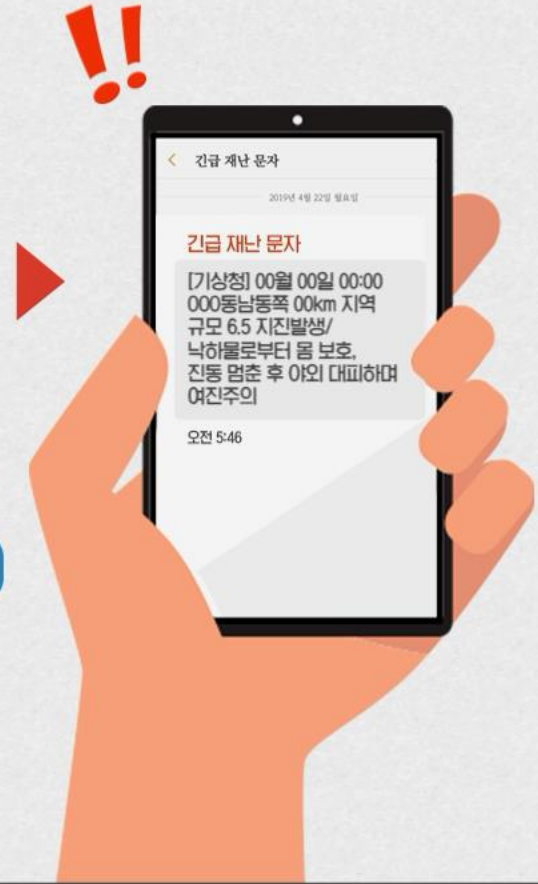 !!
긴급 재난 문자
2019년 4월 22일 월요일
긴급 재난 문자
[기상청] 00월 00일 00:00
000동남동쪽 00km 지역
규모 6.5 지진발생/
낙하물로부터 몸 보호,
진동 멈춘 후 야외 대피하며
여진주의
오전 5:46